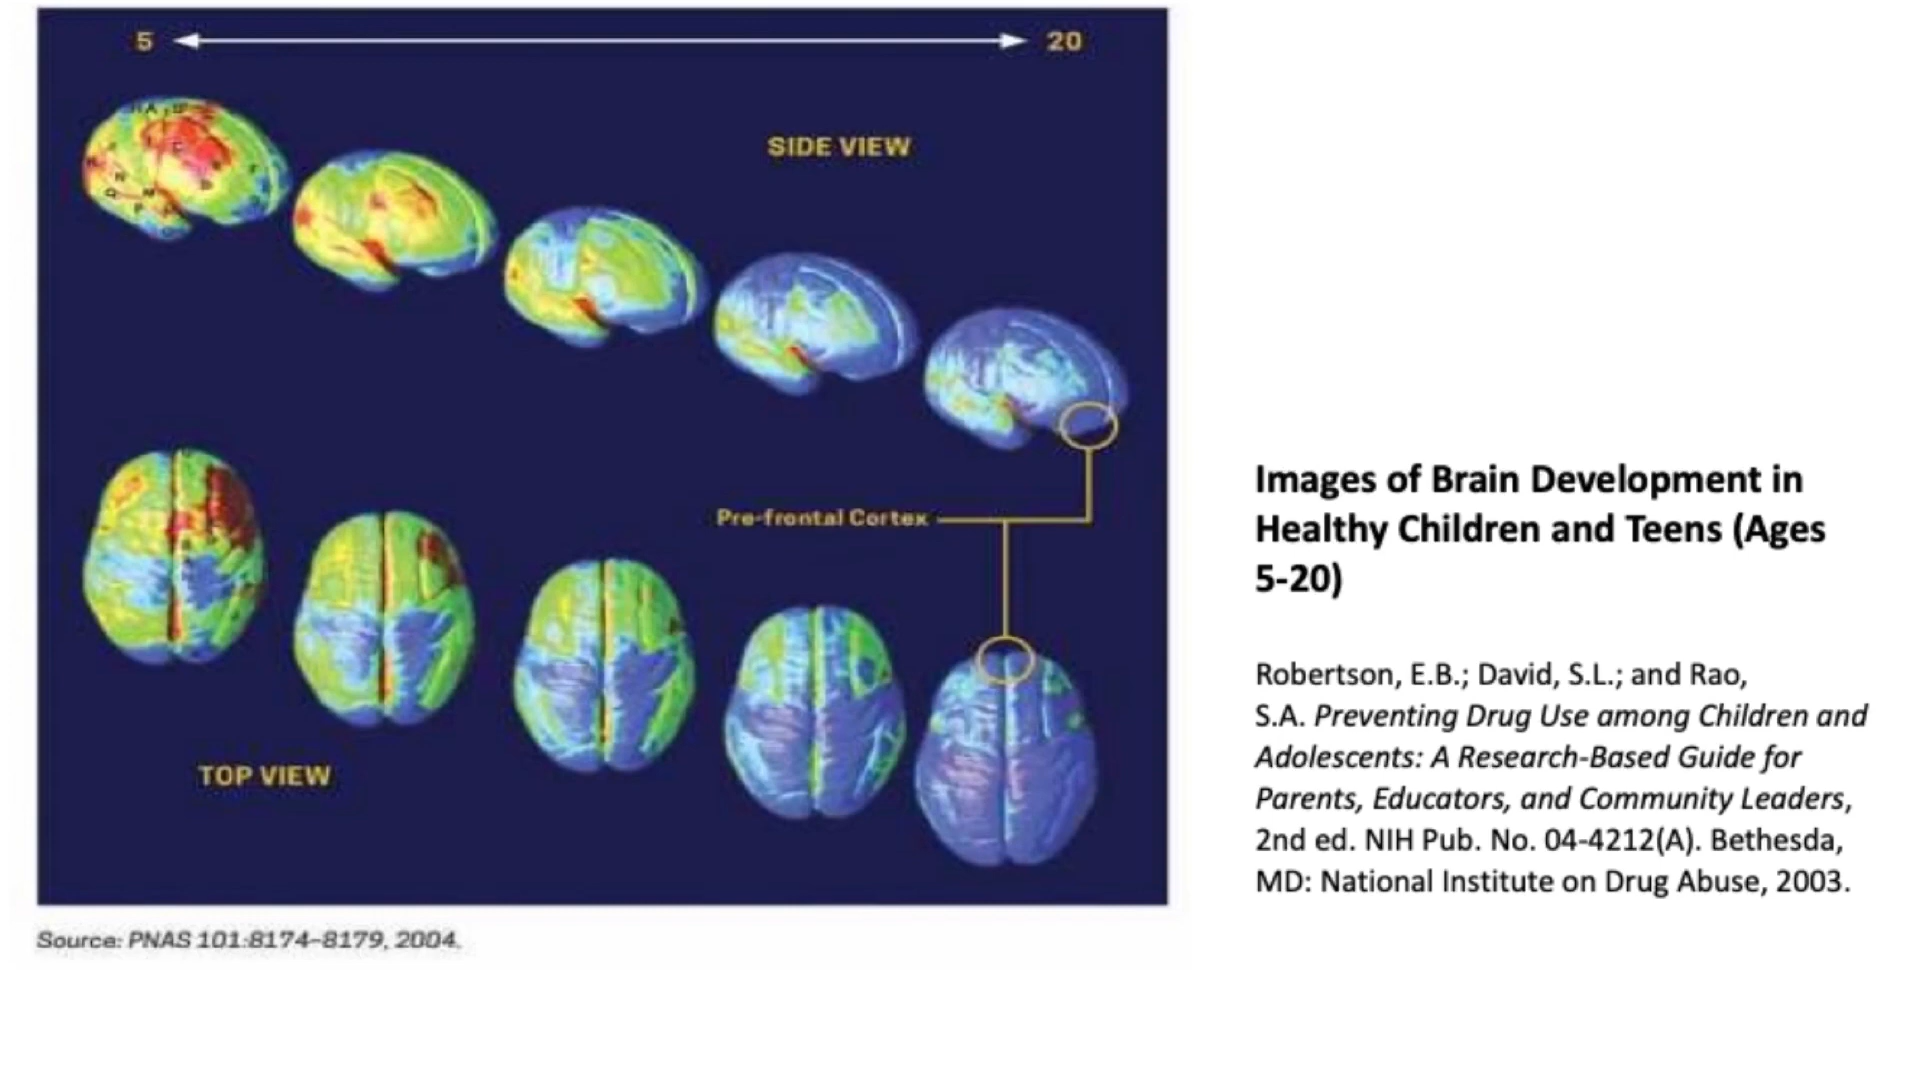 5 20
SIDE VIEW
Pre-frontal Cortex
TOP VIEW
Source: PNAS 101:8174–8179, 2004.
Images of Brain Development in
Healthy Children and Teens (Ages
5-20)
Robertson, E.B.; David, S.L.; and Rao,
S.A. Preventing Drug Use among Children and
Adolescents: A Research-Based Guide for
Parents, Educators, and Community Leaders,
2nd ed. NIH Pub. No. 04-4212(A). Bethesda,
MD: National Institute on Drug Abuse, 2003.